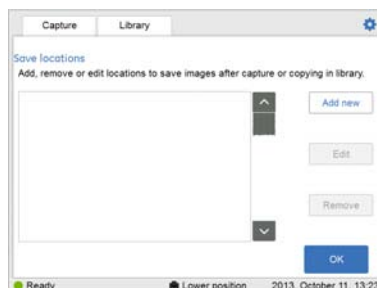 Capture Library
Save locations
Add, remove or edit locations to save images after capture or copying in library.
Add new
Edit
Remove
OK
Ready Lower position 2013, October 11, 13:23